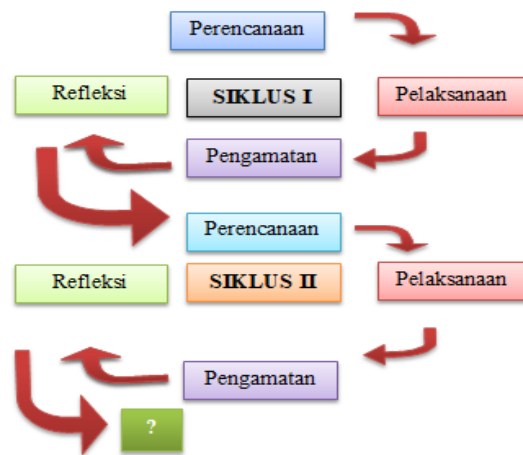 Perencanaan
Refleksi
SIKLUS I
Pelaksanaan
Pengamatan
Perencanaan
Refleksi
SIKLUS II
Pelaksanaan
Pengamatan
?